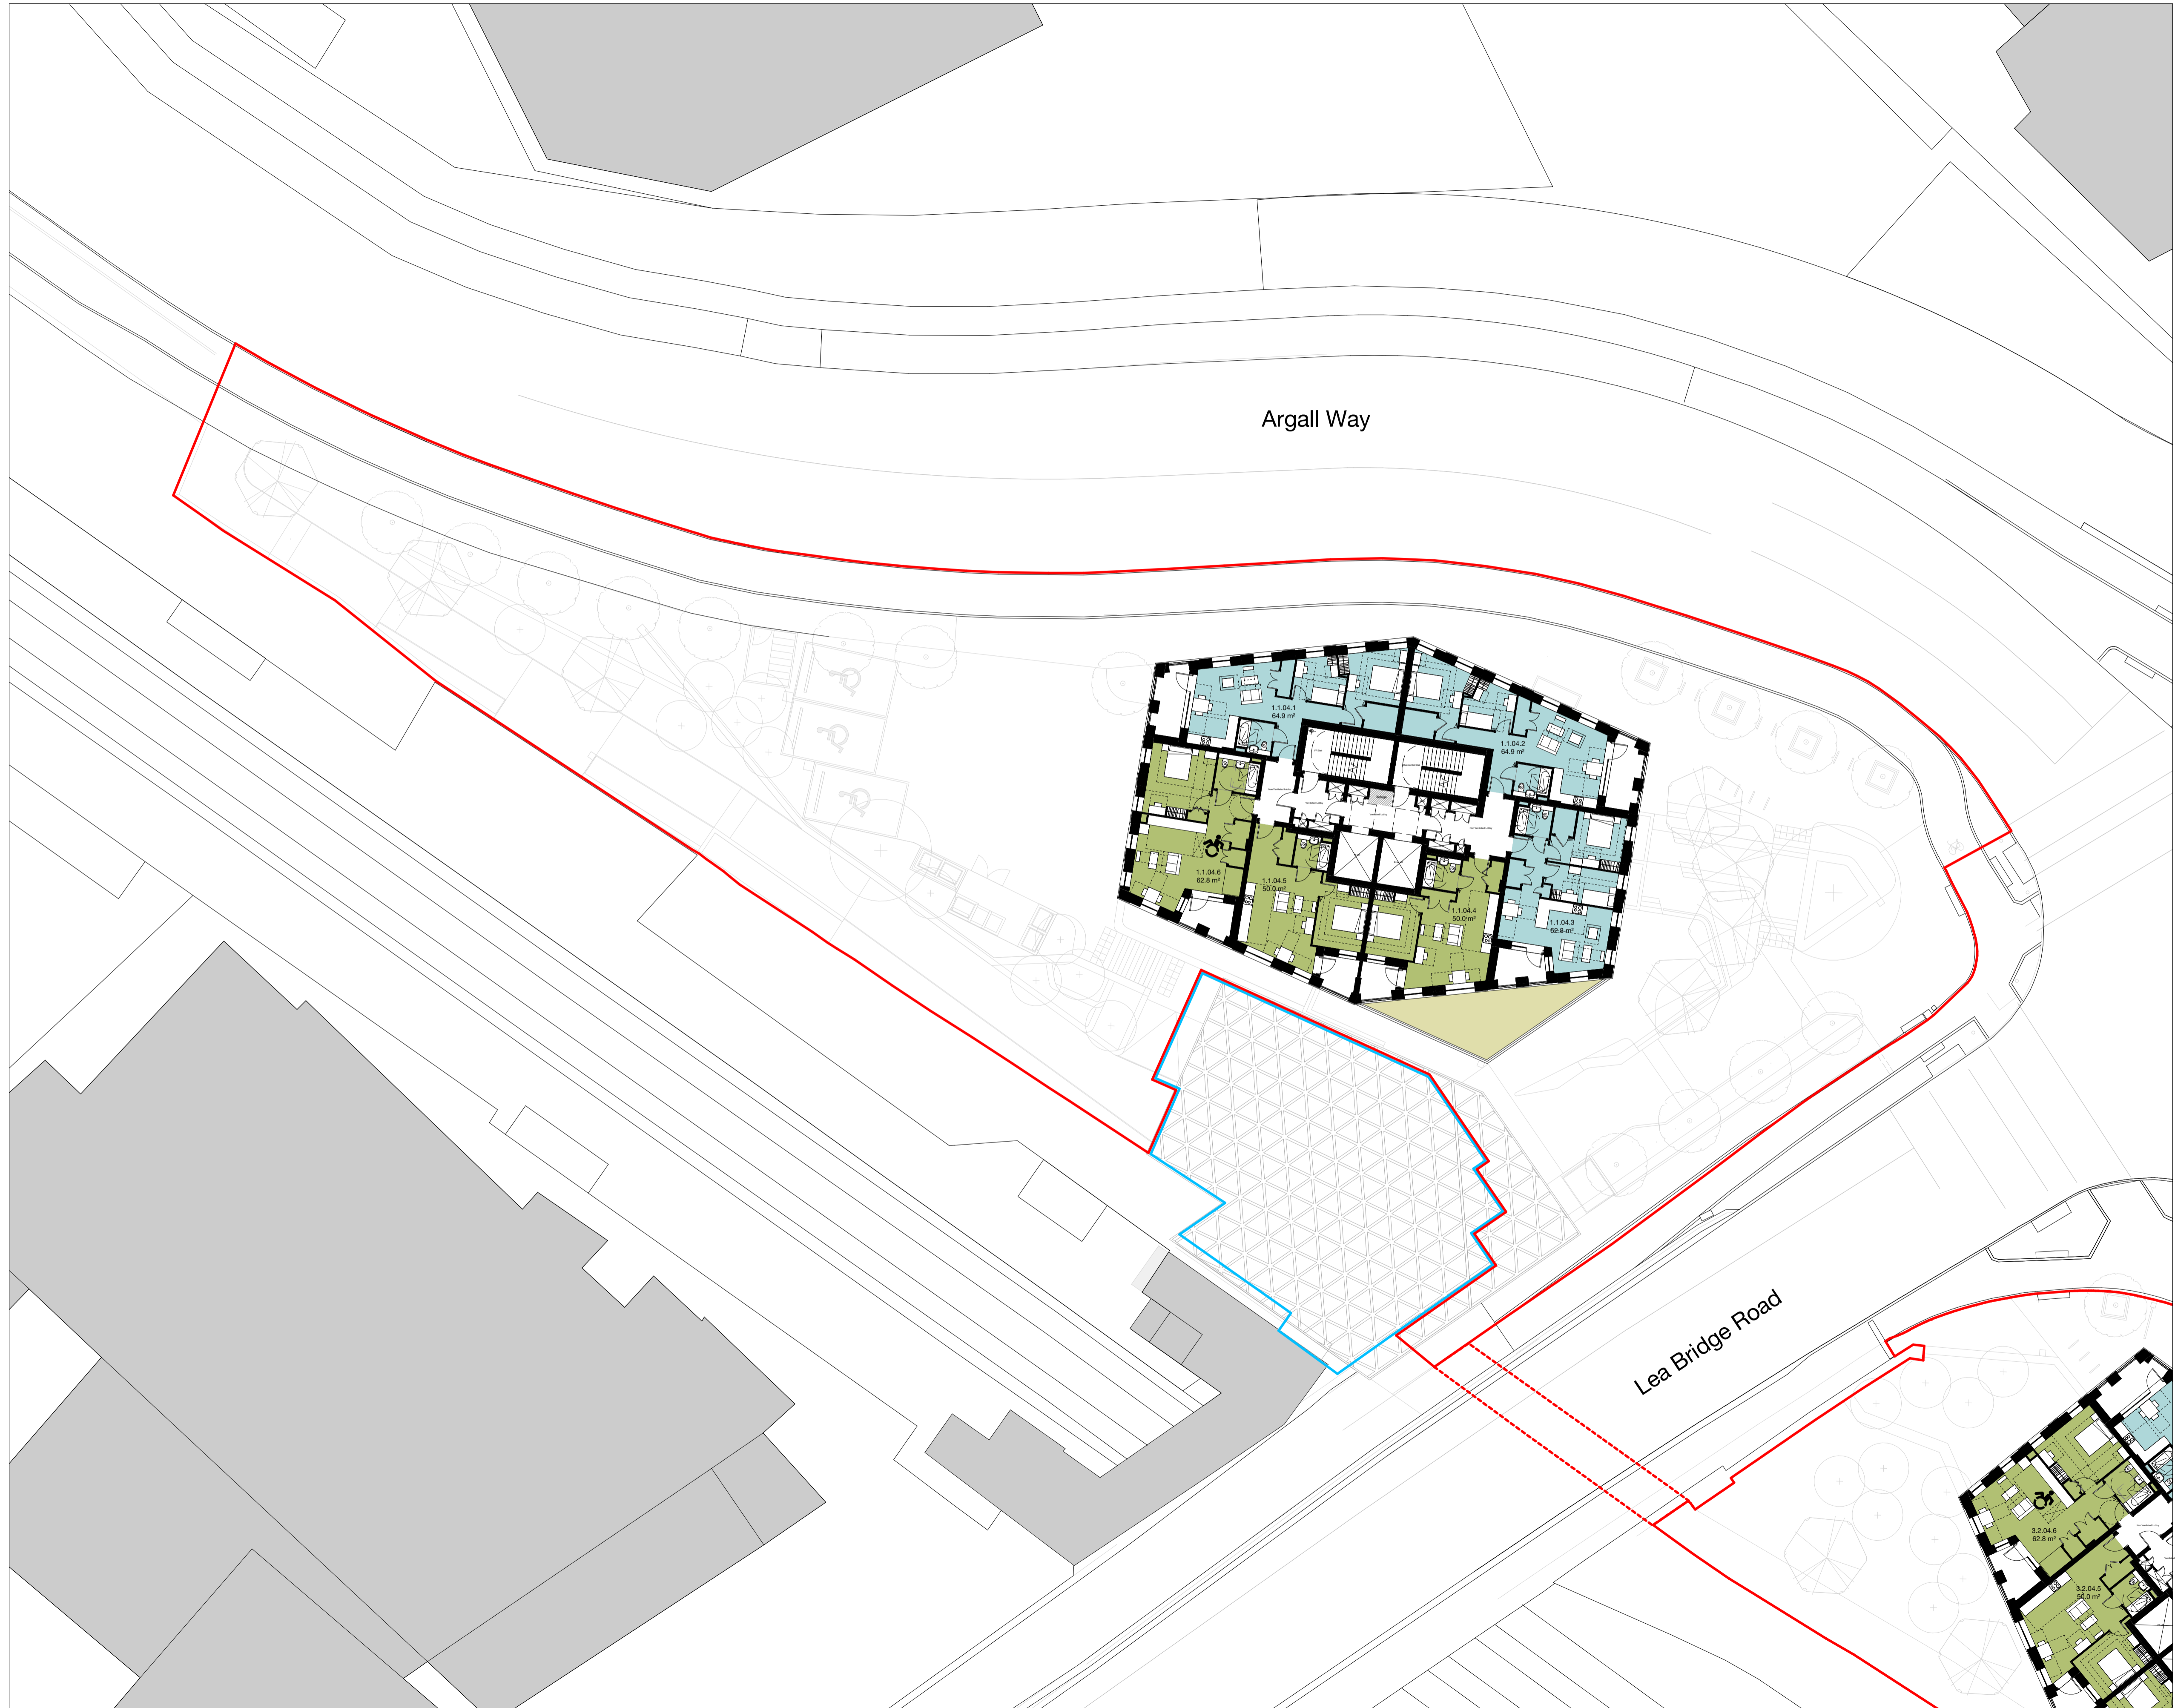 Argall Way
1.1.04.1
64.9 m²
1.1.04.2
64.9 m²
1.1.04.6
62.8 m²
1.1.04.5
50.0 m²
1.1.04.4
50.0 m²
1.1.04.3
62.8 m²
Lea Bridge Road
3.2.04.6
62.8 m²
3.2.04.5
50.0 m²